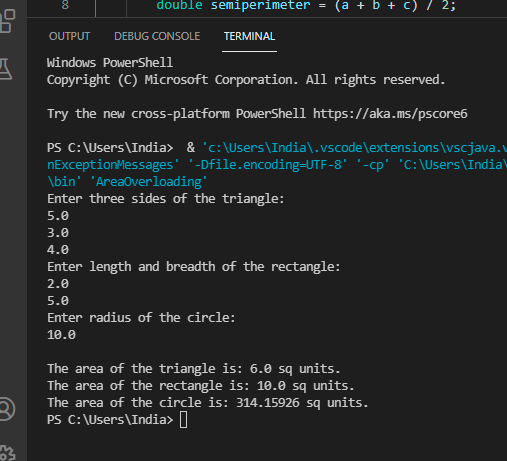 8 double semiperimeter = (a + b + c) / 2;
OUTPUT DEBUG CONSOLE TERMINAL
Windows PowerShell
Copyright (C) Microsoft Corporation. All rights reserved.
Try the new cross-platform PowerShell https://aka.ms/pscore6
PS C:\Users\India> & 'c:\Users\India\.vscode\extensions\vscjava.v
nExceptionMessages' '-Dfile.encoding=UTF-8' '-cp' 'C:\Users\India\
\bin' 'AreaOverloading'
Enter three sides of the triangle:
5.0
3.0
4.0
Enter length and breadth of the rectangle:
2.0
5.0
Enter radius of the circle:
10.0
The area of the triangle is: 6.0 sq units.
The area of the rectangle is: 10.0 sq units.
The area of the circle is: 314.15926 sq units.
PS C:\Users\India>